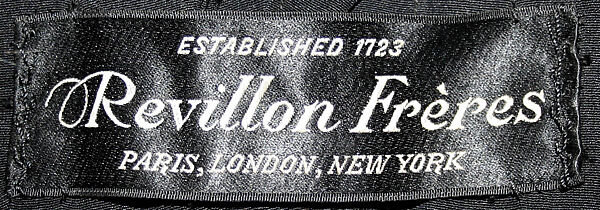 ESTABLISHED 1723
Revillon Frères
PARIS, LONDON, NEW YORK